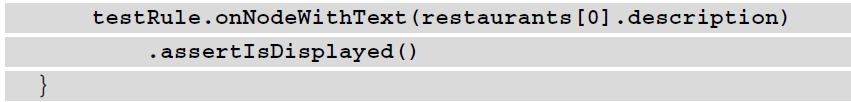 testRule.onNodeWithText(restaurants[0].description)
.assertIsDisplayed()
}